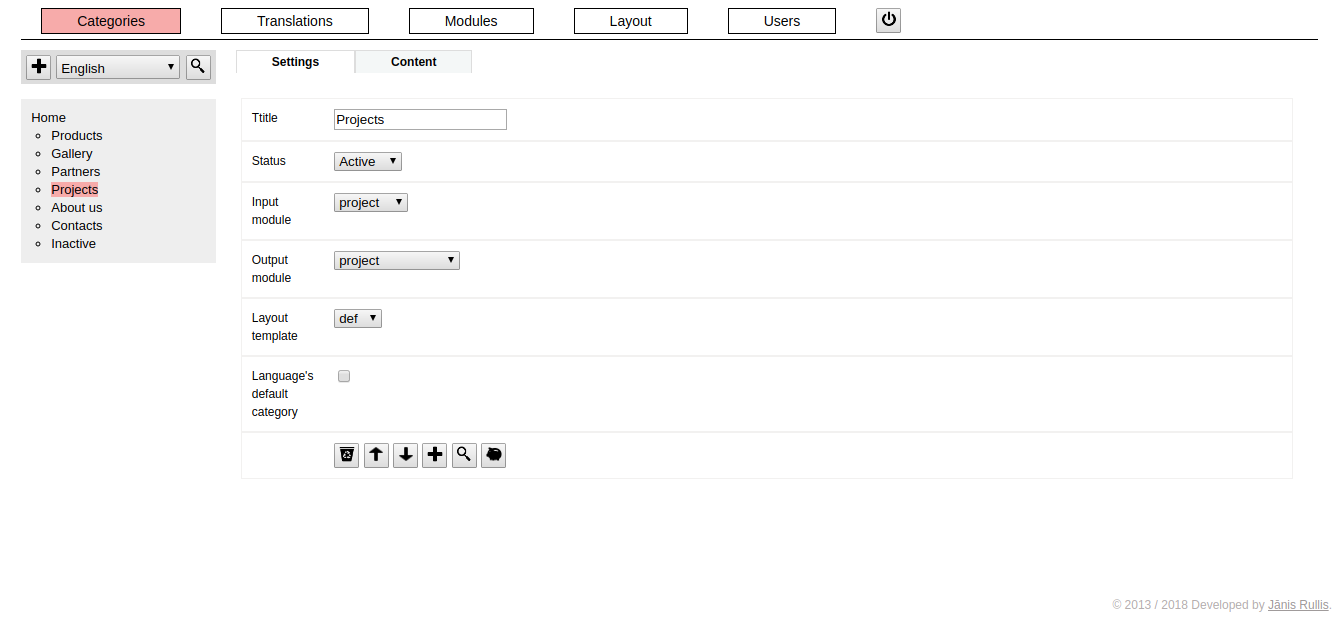 Categories Translations Modules Layout Users
English
Settings Content
Home
Products
Gallery
Partners
Projects
About us
Contacts
Inactive
Ttitle Projects
Status Active
Input
module project
Output
module project
Layout
template def
Language's
default
category
© 2013 / 2018 Developed by Jānis Rullis.